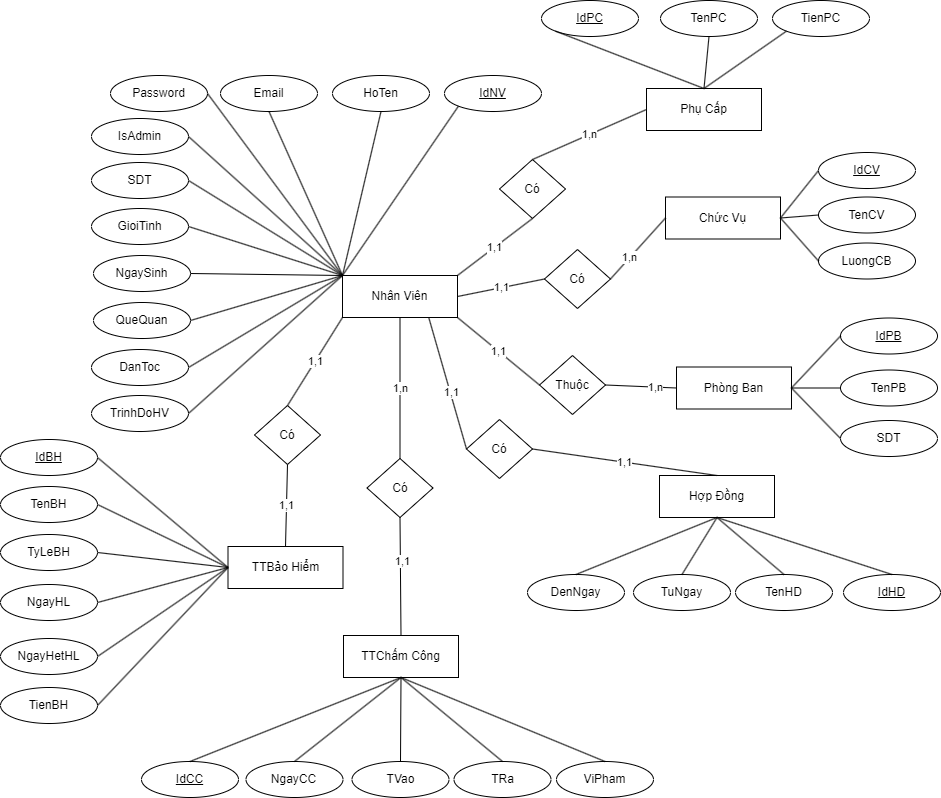 IdPC
TenPC
TienPC
Password
Email
HoTen
IdNV
Phụ Cấp
IsAdmin
1,n
SDT
Có
IdCV
GioiTinh
Chức Vụ
TenCV
1,1
1,n
LuongCB
NgaySinh
Có
1,1
Nhân Viên
QueQuan
IdPB
1,1
1,1
DanToc
Thuộc
1,n
Phòng Ban
TenPB
1,n
1,1
TrinhDoHV
Có
SDT
Có
1,1
IdBH
Có
Hợp Đồng
TenBH
1,1
TyLeBH
1,1
TTBảo Hiểm
DenNgay
TuNgay
TenHD
IdHD
NgayHL
NgayHetHL
TTChấm Công
TienBH
IdCC
NgayCC
TVao
TRa
ViPham